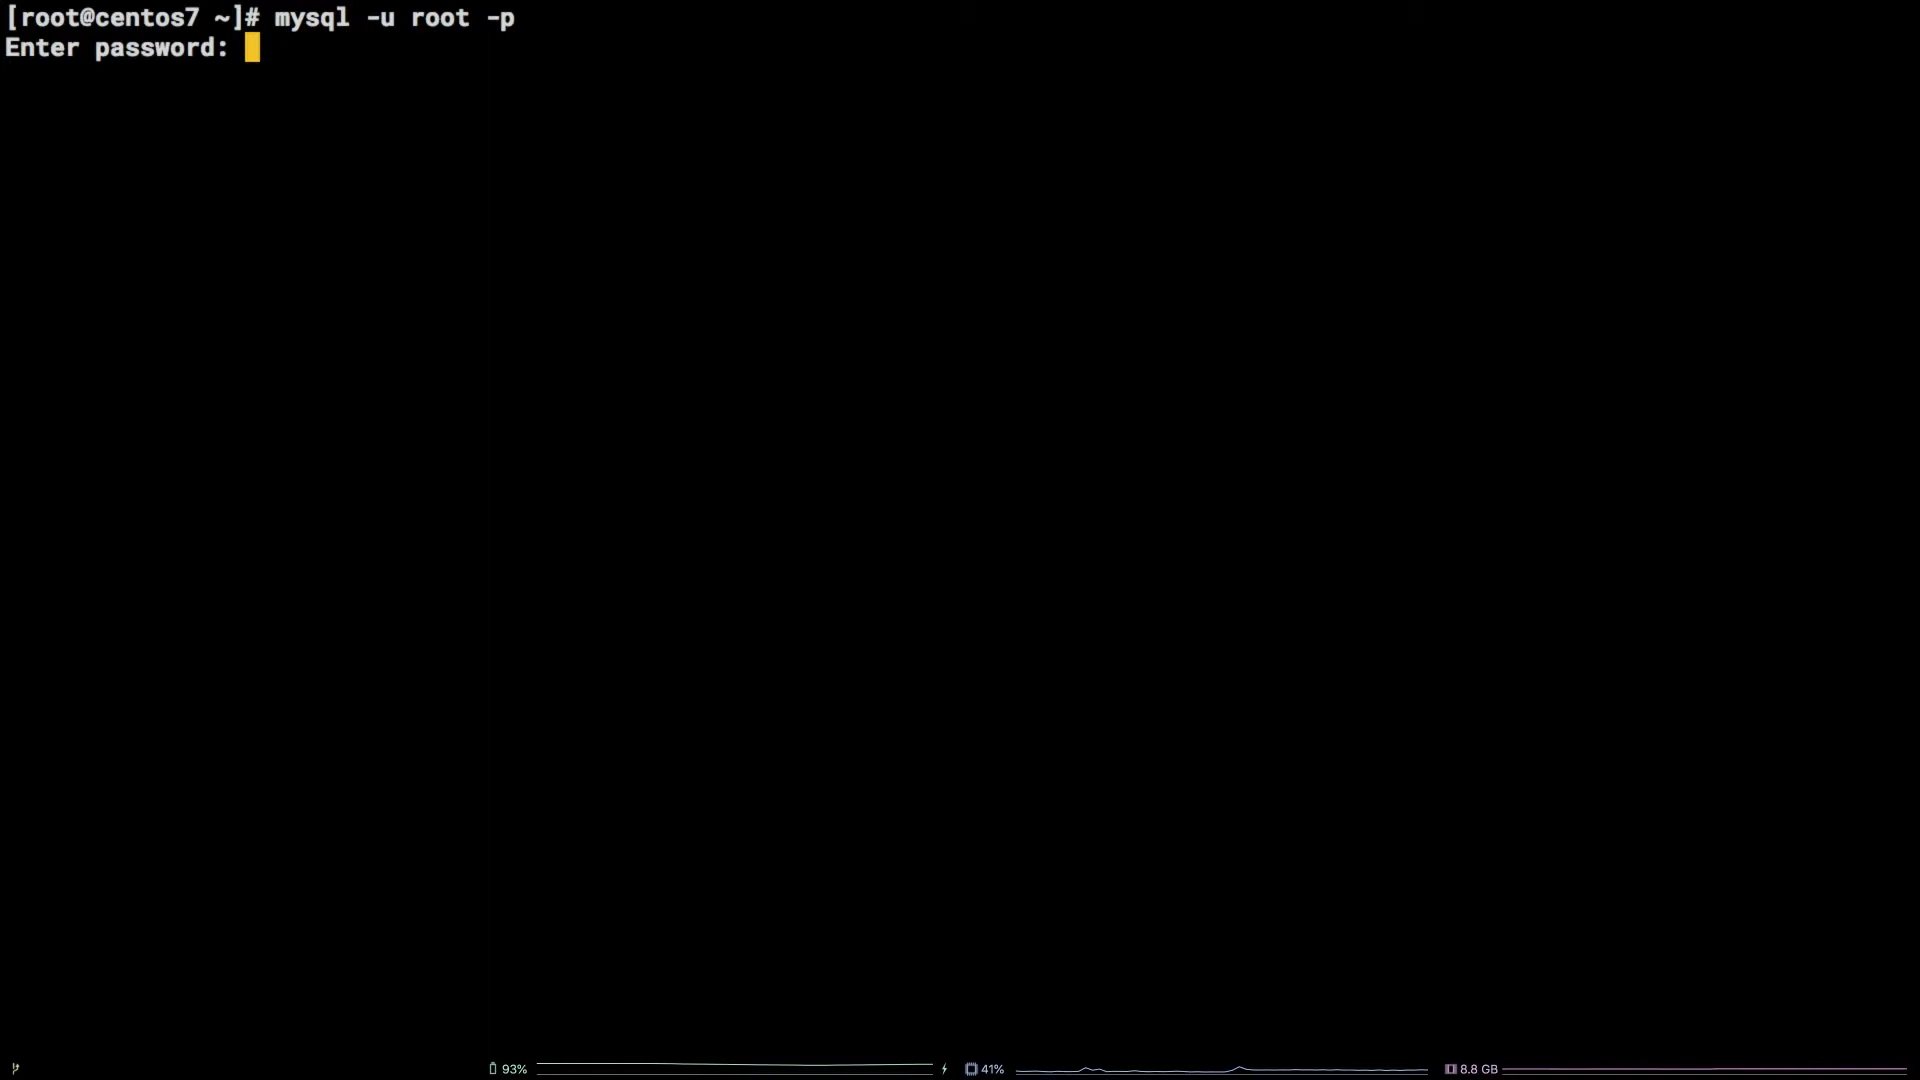 [root@centos7 ~]# mysql -u root -p
Enter password:
93%
41%
8.8 GB